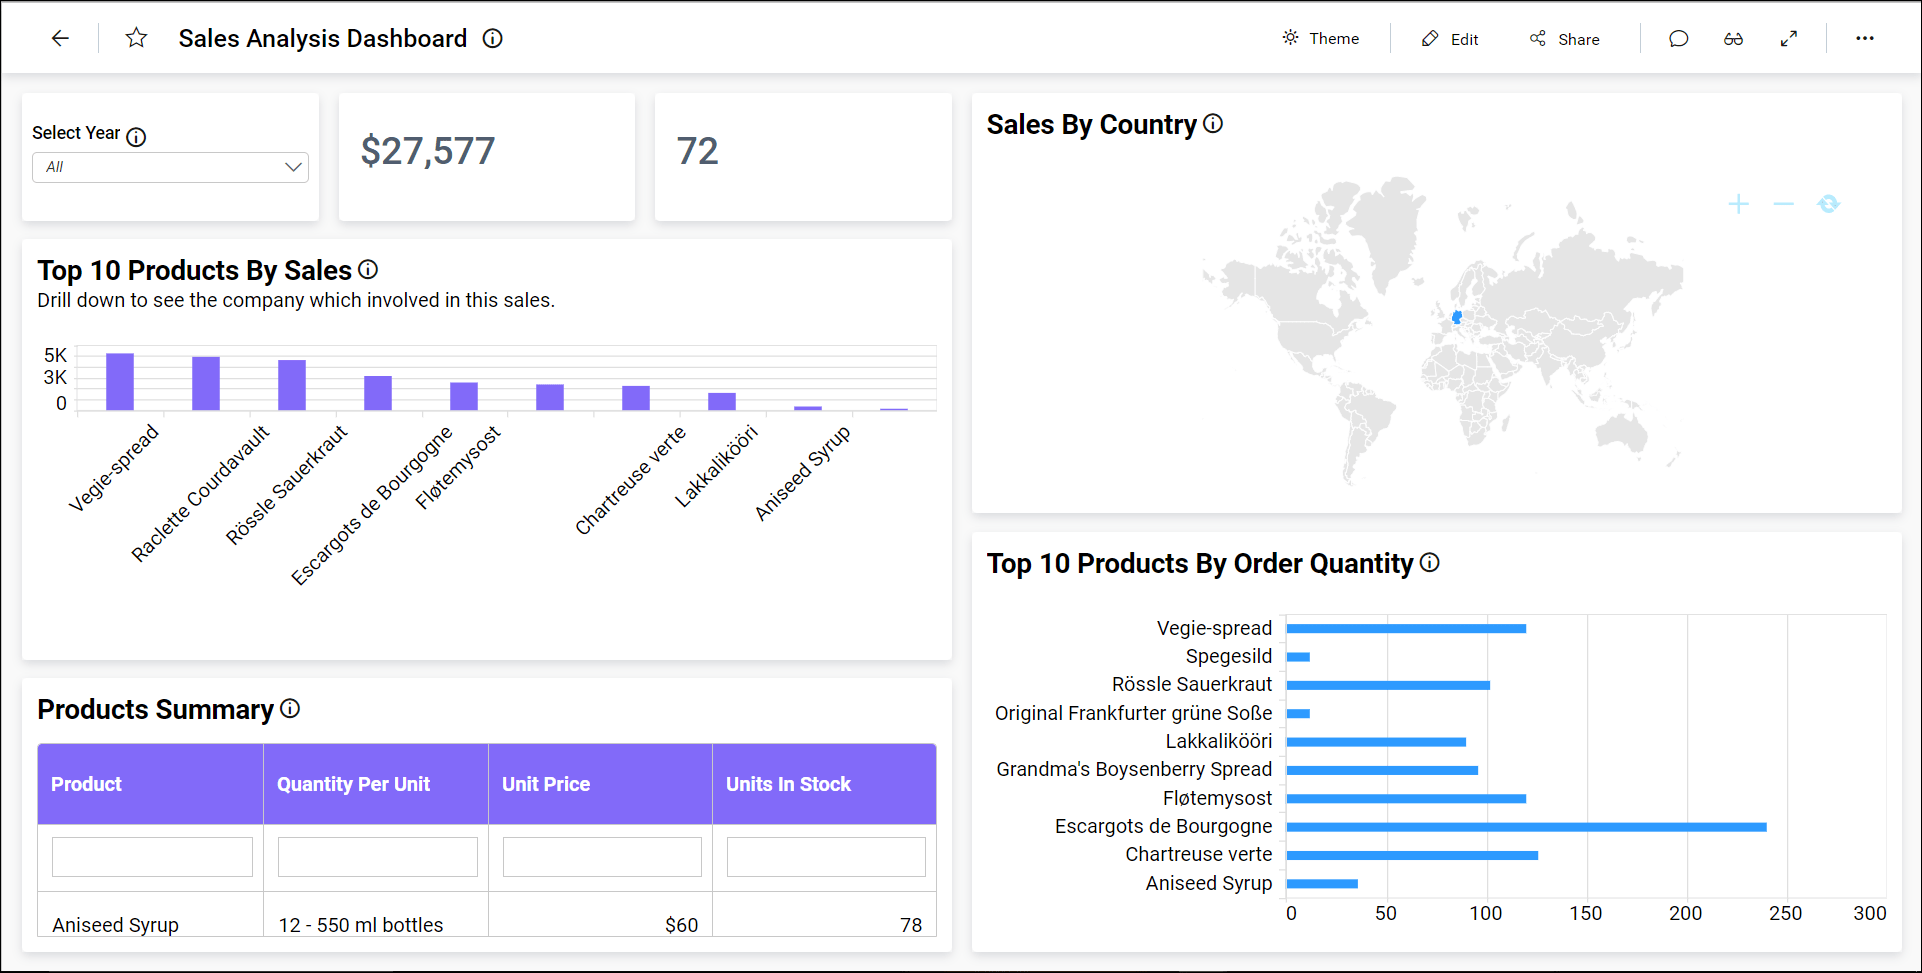 Sales Analysis Dashboard
Theme
Edit
Share
Select Year
All
$27,577
72
Top 10 Products By Sales
Drill down to see the company which involved in this sales.
5K
3K
0
Vegie-spread
Raclette Courdavault
Rössle Sauerkraut
Escargots de Bourgogne
Fløtemysost
Chartreuse verte
Lakkalikööri
Aniseed Syrup
Products Summary
Product Quantity Per Unit Unit Price Units In Stock
Aniseed Syrup 12 - 550 ml bottles $60 78
Sales By Country
Top 10 Products By Order Quantity
Vegie-spread
Spegesild
Rössle Sauerkraut
Original Frankfurter grüne Soße
Lakkalikööri
Grandma's Boysenberry Spread
Fløtemysost
Escargots de Bourgogne
Chartreuse verte
Aniseed Syrup
0 50 100 150 200 250 300